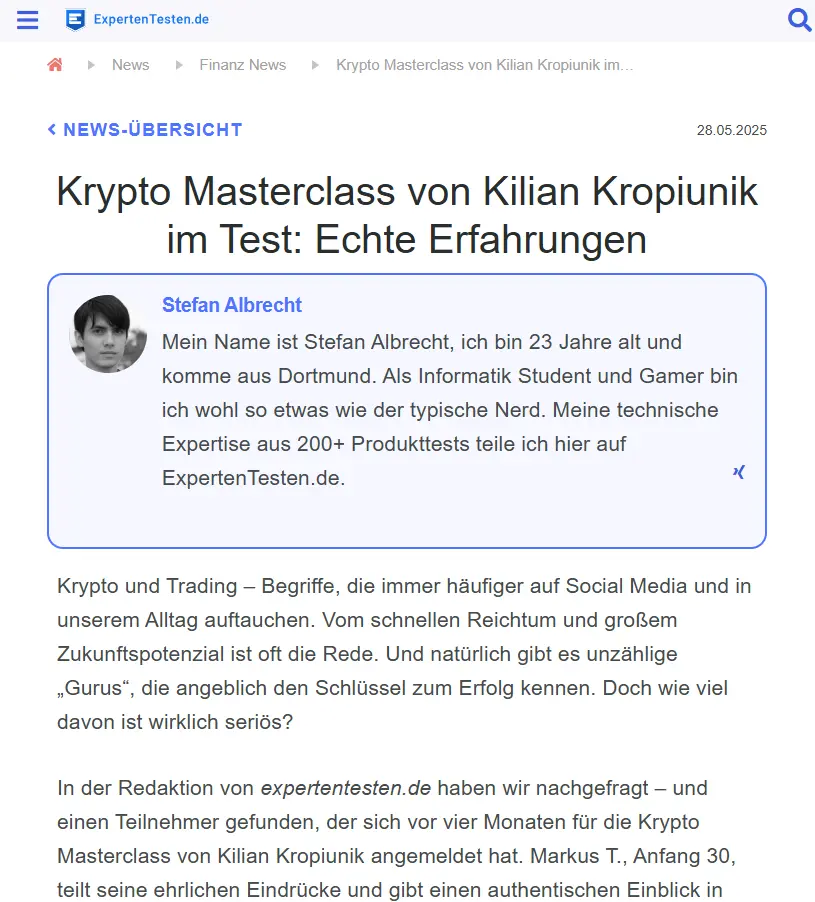 ExpertenTesten.de
News Finanz News Krypto Masterclass von Kilian Kropiunik im…
NEWS-ÜBERSICHT 28.05.2025
Krypto Masterclass von Kilian Kropiunik
im Test: Echte Erfahrungen
Stefan Albrecht
Mein Name ist Stefan Albrecht, ich bin 23 Jahre alt und
komme aus Dortmund. Als Informatik Student und Gamer bin
ich wohl so etwas wie der typische Nerd. Meine technische
Expertise aus 200+ Produkttests teile ich hier auf
ExpertenTesten.de.
Krypto und Trading – Begriffe, die immer häufiger auf Social Media und in
unserem Alltag auftauchen. Vom schnellen Reichtum und großem
Zukunftspotenzial ist oft die Rede. Und natürlich gibt es unzählige
„Gurus“, die angeblich den Schlüssel zum Erfolg kennen. Doch wie viel
davon ist wirklich seriös?
In der Redaktion von expertentesten.de haben wir nachgefragt – und
einen Teilnehmer gefunden, der sich vor vier Monaten für die Krypto
Masterclass von Kilian Kropiunik angemeldet hat. Markus T., Anfang 30,
teilt seine ehrlichen Eindrücke und gibt einen authentischen Einblick in